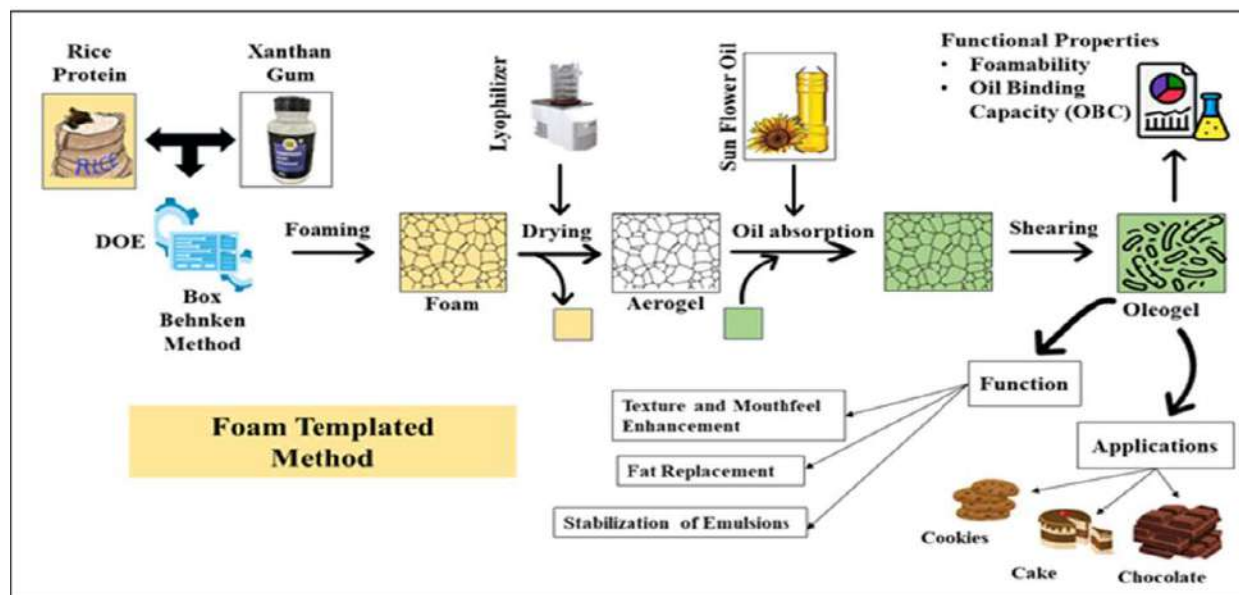 Rice
Protein
Xanthan
Gum
RICE
DOE
Box
Behnken
Method
Foaming
Foam
Lyophilizer
Drying
Aerogel
Sun Flower Oil
Oil absorption
Shearing
Oleogel
Functional Properties
• Foamability
• Oil Binding
Capacity (OBC)
Foam Templated
Method
Function
Texture and Mouthfeel
Enhancement
Fat Replacement
Stabilization of Emulsions
Applications
Cookies
Cake
Chocolate